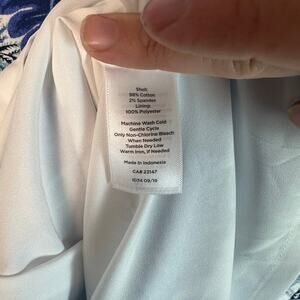 Shell:
98% Cotton
2% Spandex
Lining:
100% Polyester
Machine Wash Cold
Gentle Cycle
Only Non-Chlorine Bleach
When Needed
Tumble Dry Low
Warm Iron, if Needed
Made in Indonesia
CA# 23147
1034 09/19